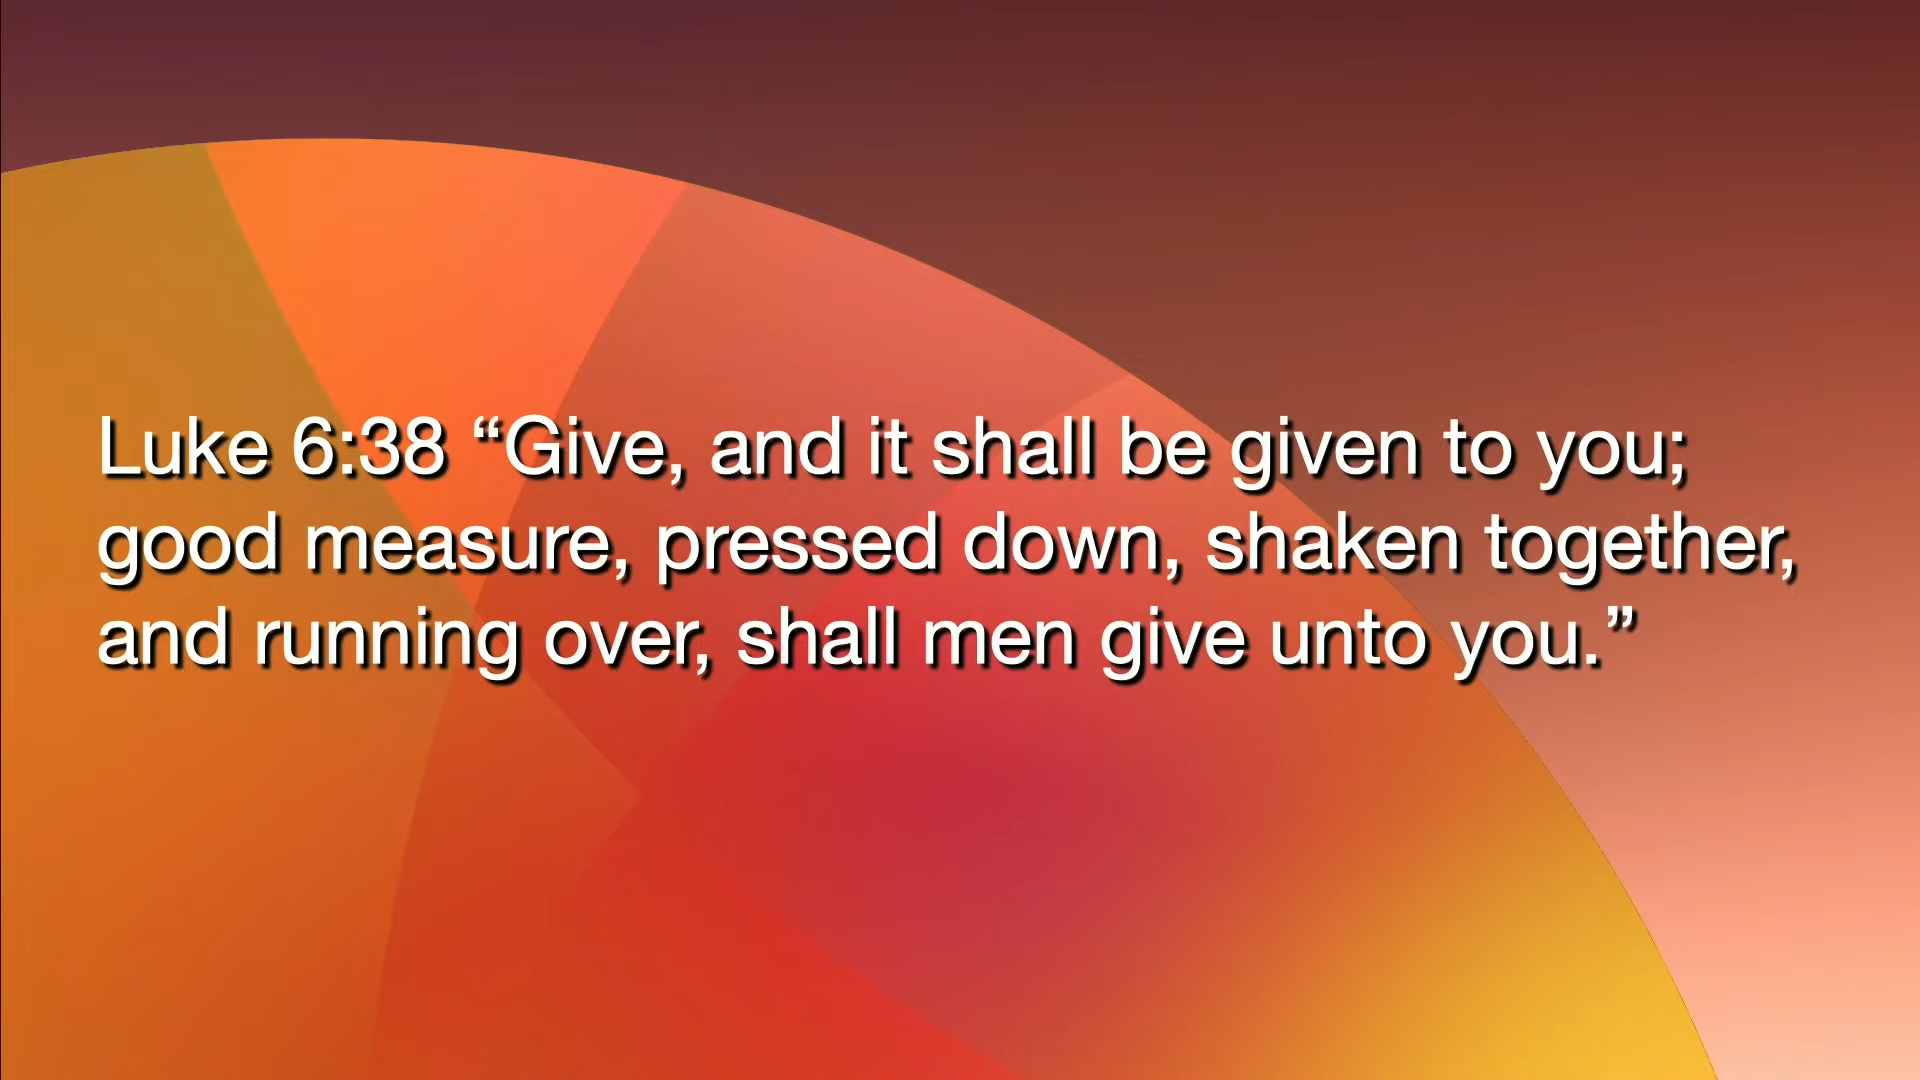 Luke 6:38 “Give, and it shall be given to you;
good measure, pressed down, shaken together,
and running over, shall men give unto you.”